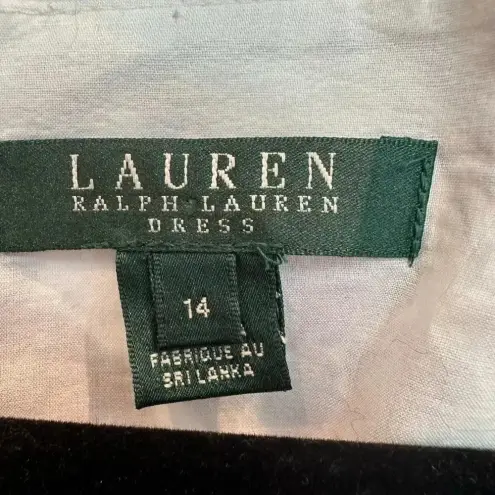 LAUREN
RALPH LAUREN
DRESS
14
FABRIQUE AU
SRI LANKA